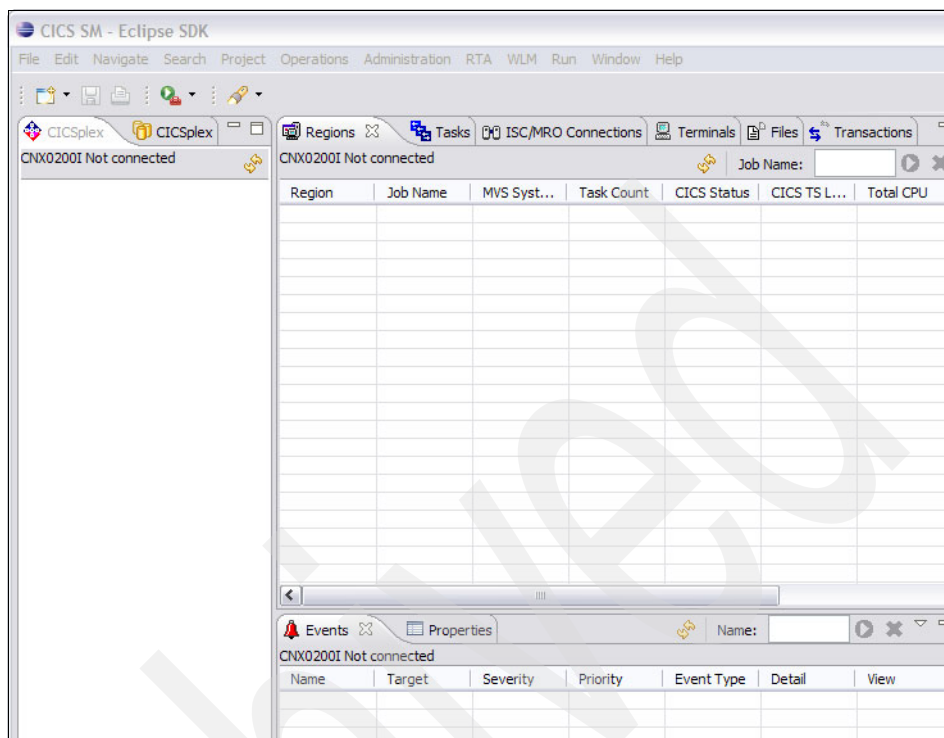 CICS SM - Eclipse SDK
File Edit Navigate Search Project Operations Administration RTA WLM Run Window Help
CICSplex CICSplex Regions Tasks ISC/MRO Connections Terminals Files Transactions
CNX0200I Not connected CNX0200I Not connected Job Name:
Region Job Name MVS Syst... Task Count CICS Status CICS TS L... Total CPU
Events Properties Name:
CNX0200I Not connected
Name Target Severity Priority Event Type Detail View
hived